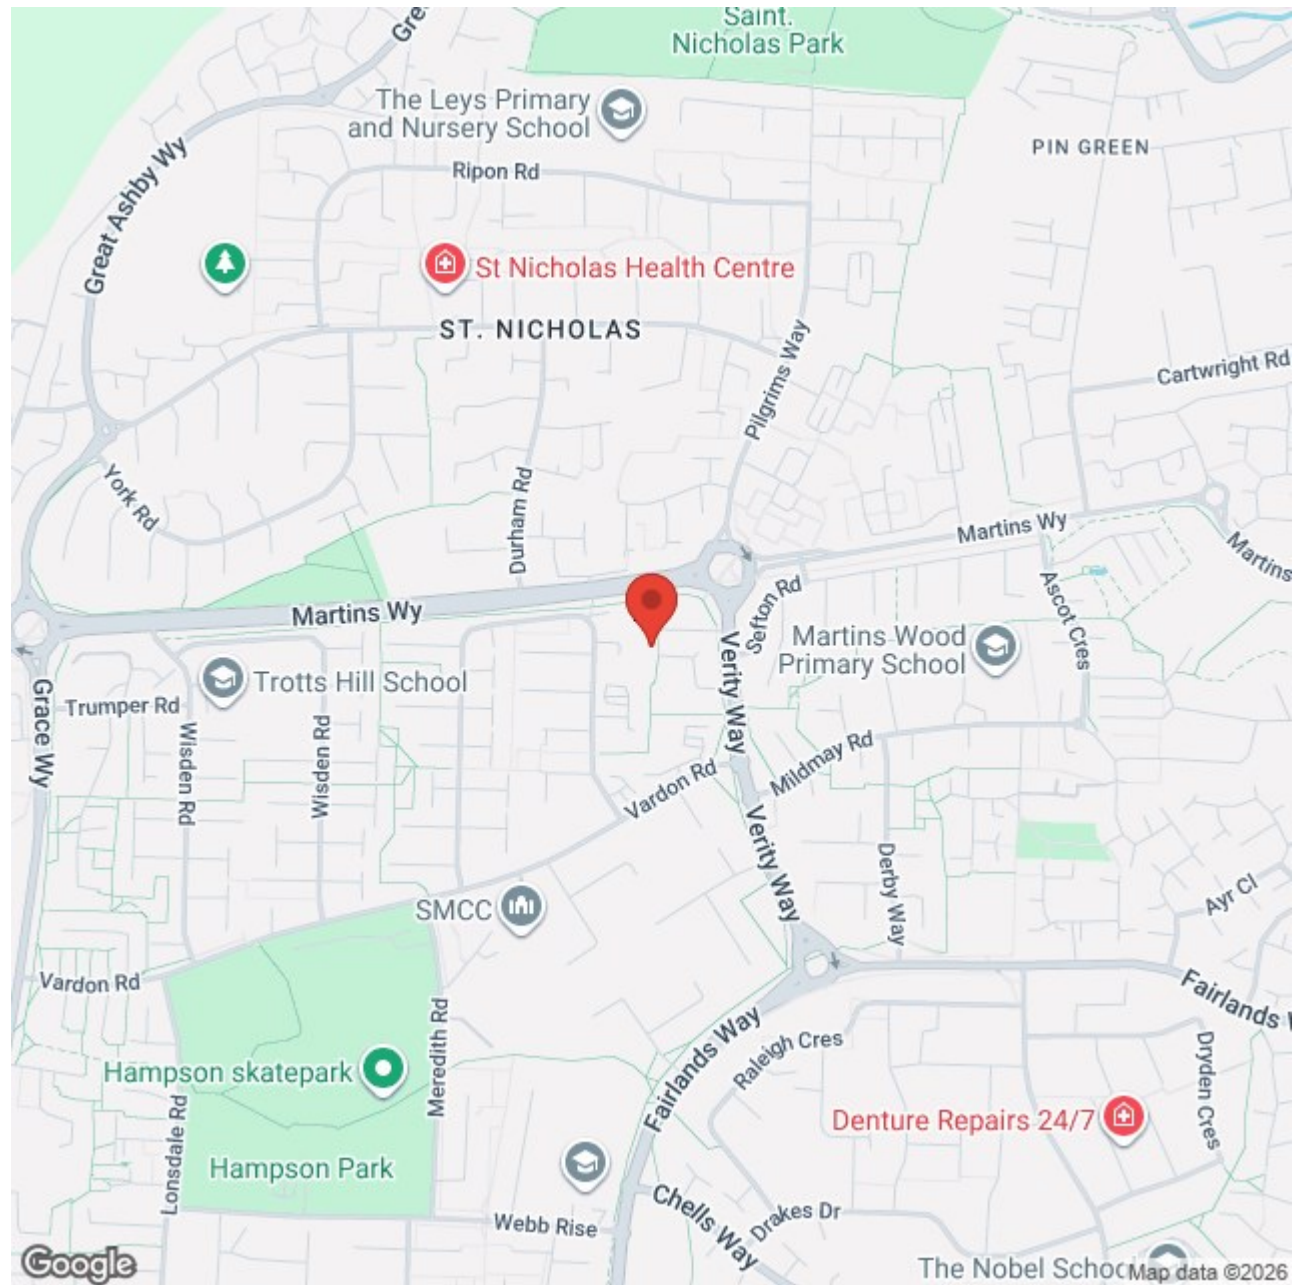 Saint.
Nicholas Park
The Leys Primary
and Nursery School
PIN GREEN
Ripon Rd
Great Ashby Wy
St Nicholas Health Centre
ST. NICHOLAS
Pilgrims Way
Cartwright Rd
York Rd
Durham Rd
Martins Wy
Martins
Martins Wy
Sefton Rd
Ascot Cres
Martins Wood
Primary School
Verity Way
Trotts Hill School
Trumper Rd
Grace Wy
Wisden Rd
Wisden Rd
Mildmay Rd
Vardon Rd
Verity Way
Derby Way
Ayr Cl
SMCC
Vardon Rd
Meredith Rd
Fairlands Way
Raleigh Cres
Dryden Cres
Hampson skatepark
Denture Repairs 24/7
Lonsdale Rd
Hampson Park
Webb Rise
Chells Way
Drakes Dr
The Nobel School
Google
Map data ©2026